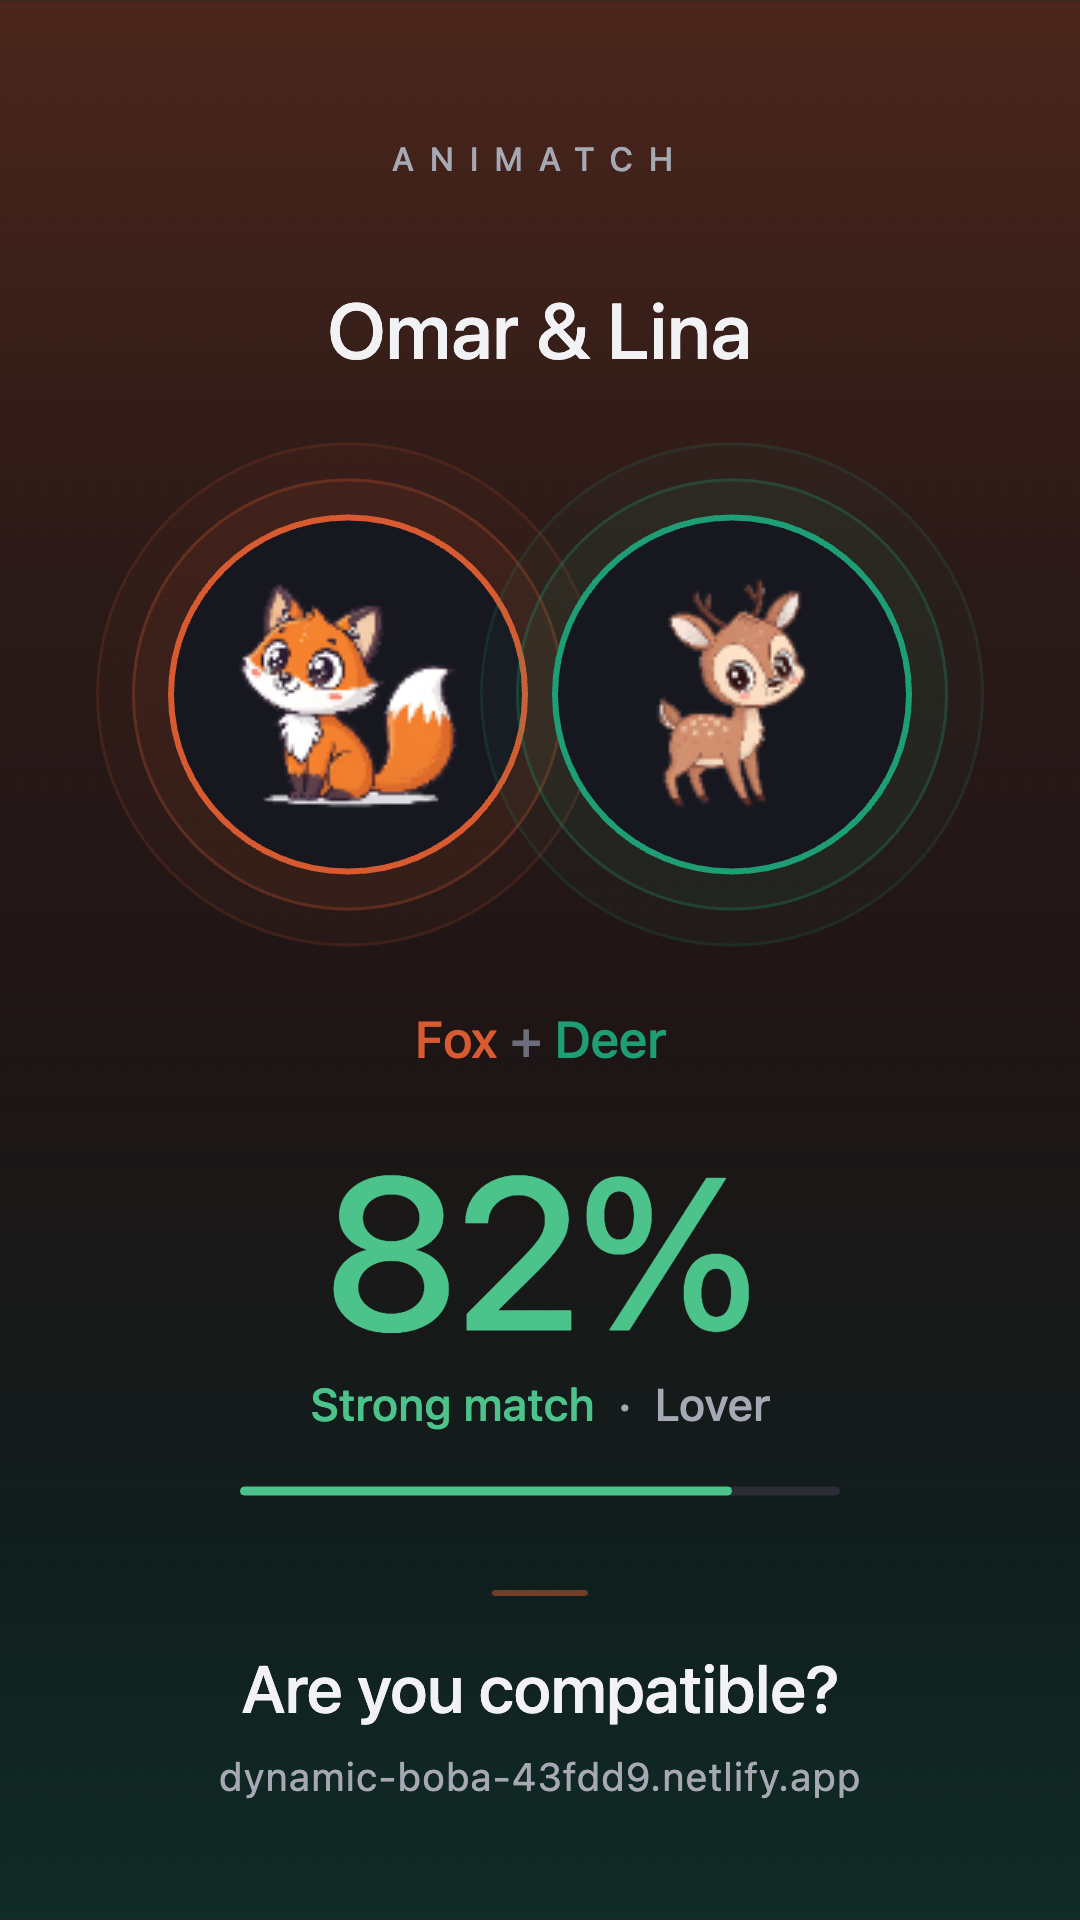 ANIMATCH
Omar & Lina
Fox + Deer
82%
Strong match · Lover
Are you compatible?
dynamic-boba-43fdd9.netlify.app